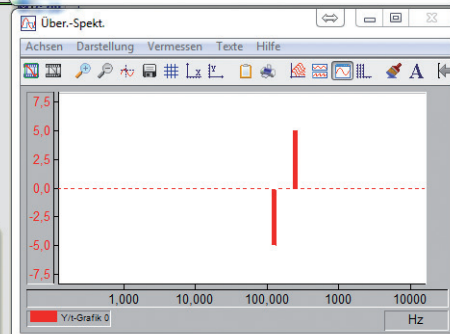 Über.-Spekt.
Achsen Darstellung Vermessen Texte Hilfe
7,5
5,0
2,5
0,0
-2,5
-5,0
-7,5
1,000 10,000 100,000 1000 10000
Y/t-Grafik 0
Hz